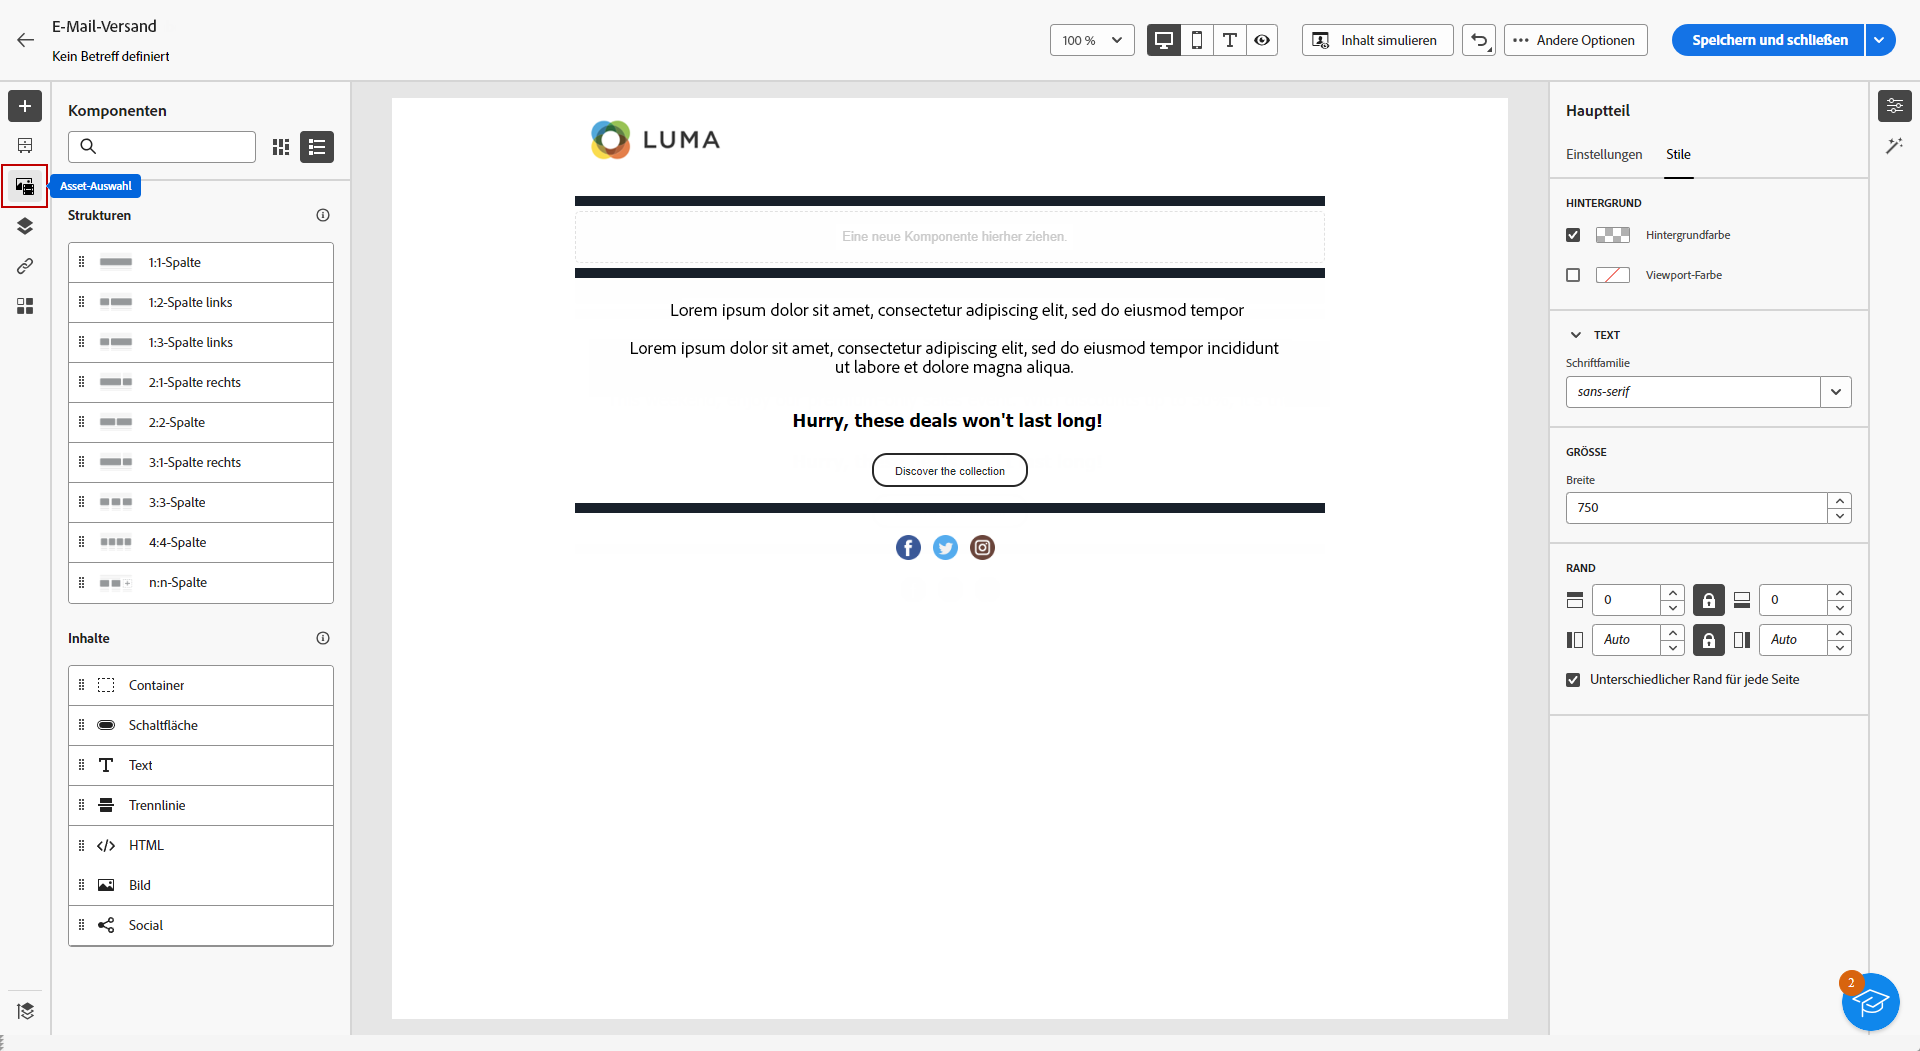 E-Mail-Versand
Kein Betreff definiert
100 %
Inhalt simulieren
Andere Optionen
Speichern und schließen
Komponenten
Asset-Auswahl
Strukturen
1:1-Spalte
1:2-Spalte links
1:3-Spalte links
2:1-Spalte rechts
2:2-Spalte
3:1-Spalte rechts
3:3-Spalte
4:4-Spalte
n:n-Spalte
Inhalte
Container
Schaltfläche
Text
Trennlinie
HTML
Bild
Social
LUMA
Eine neue Komponente hierher ziehen.
Lorem ipsum dolor sit amet, consectetur adipiscing elit, sed do eiusmod tempor
Lorem ipsum dolor sit amet, consectetur adipiscing elit, sed do eiusmod tempor incididunt
ut labore et dolore magna aliqua.
Hurry, these deals won't last long!
Discover the collection
Hauptteil
Einstellungen
Stile
HINTERGRUND
Hintergrundfarbe
Viewport-Farbe
TEXT
Schriftfamilie
sans-serif
GRÖSSE
Breite
750
RAND
0
0
Auto
Auto
Unterschiedlicher Rand für jede Seite
2